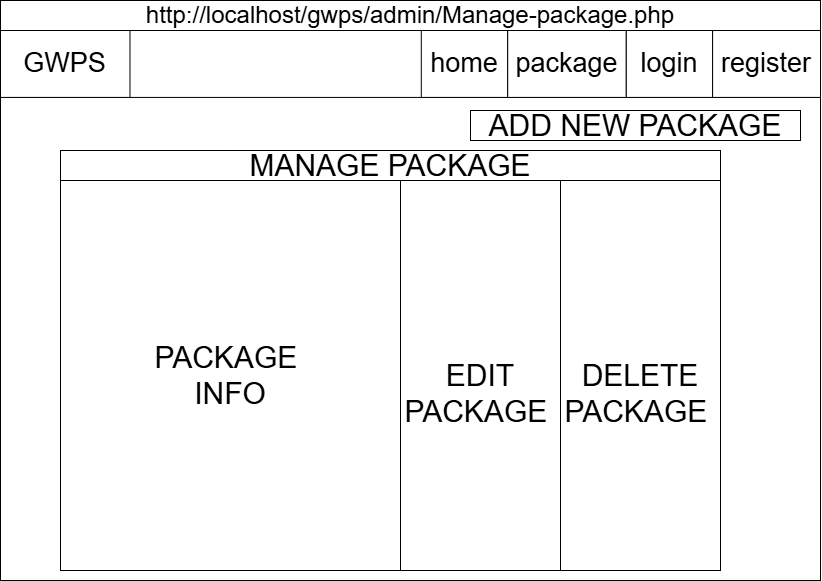 http://localhost/gwps/admin/Manage-package.php
GWPS home package login register
ADD NEW PACKAGE
MANAGE PACKAGE
PACKAGE
INFO
EDIT
PACKAGE
DELETE
PACKAGE